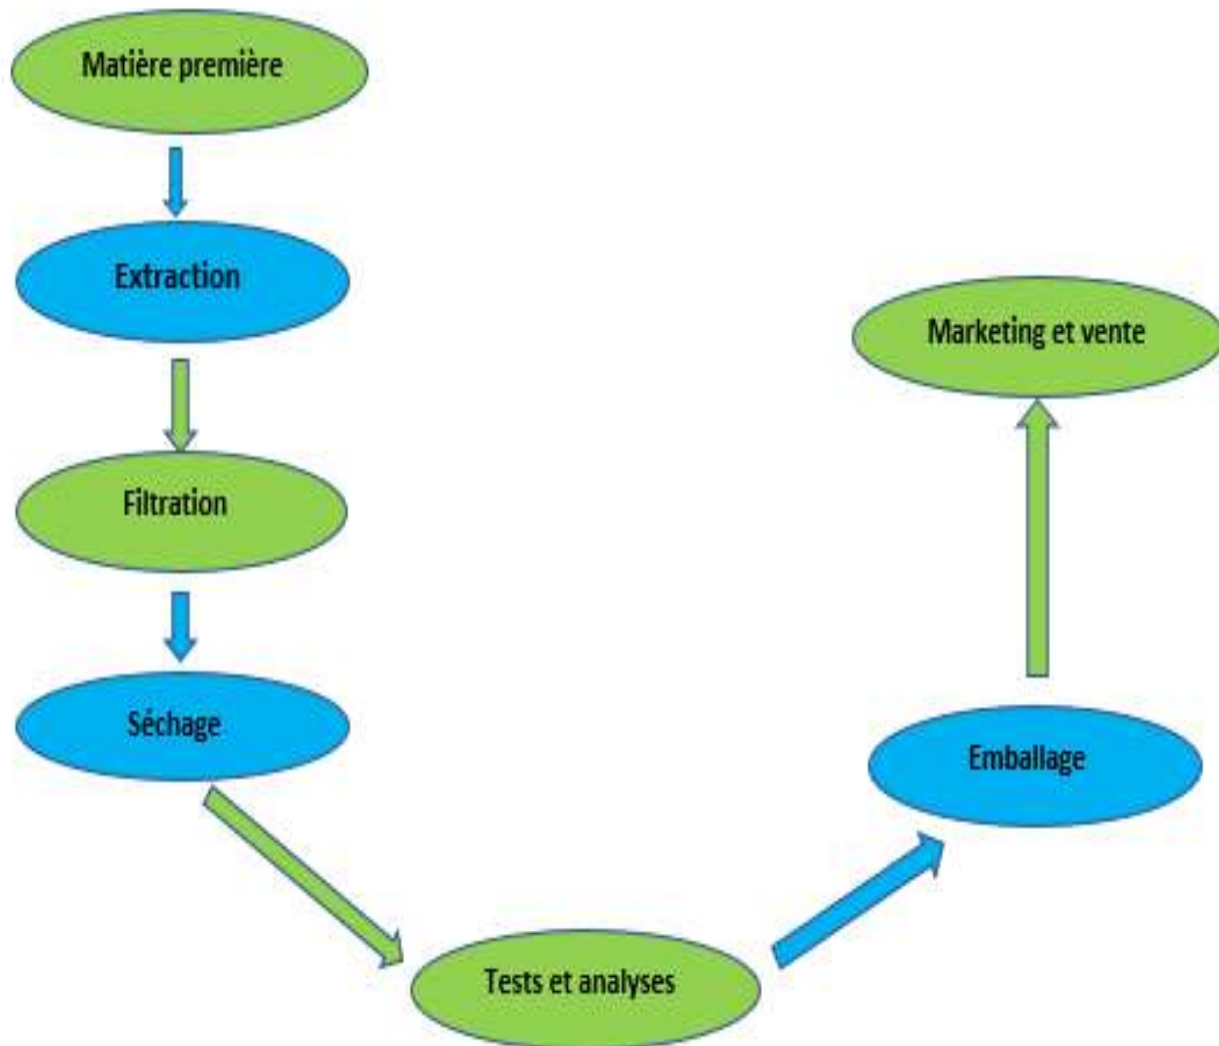 Matière première
Extraction
Filtration
Séchage
Tests et analyses
Emballage
Marketing et vente